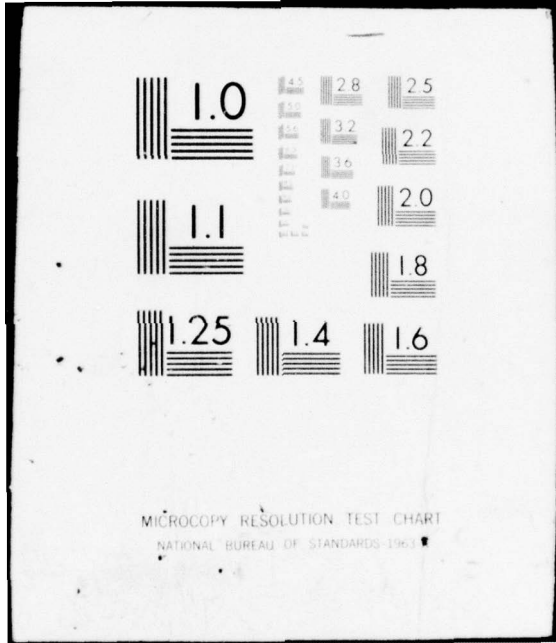 1.0
4.5 2.8 2.5
5.0
5.6 3.2 2.2
3.6
4.0 2.0
1.1
1.8
1.25 1.4 1.6
MICROCOPY RESOLUTION TEST CHART
NATIONAL BUREAU OF STANDARDS-1963